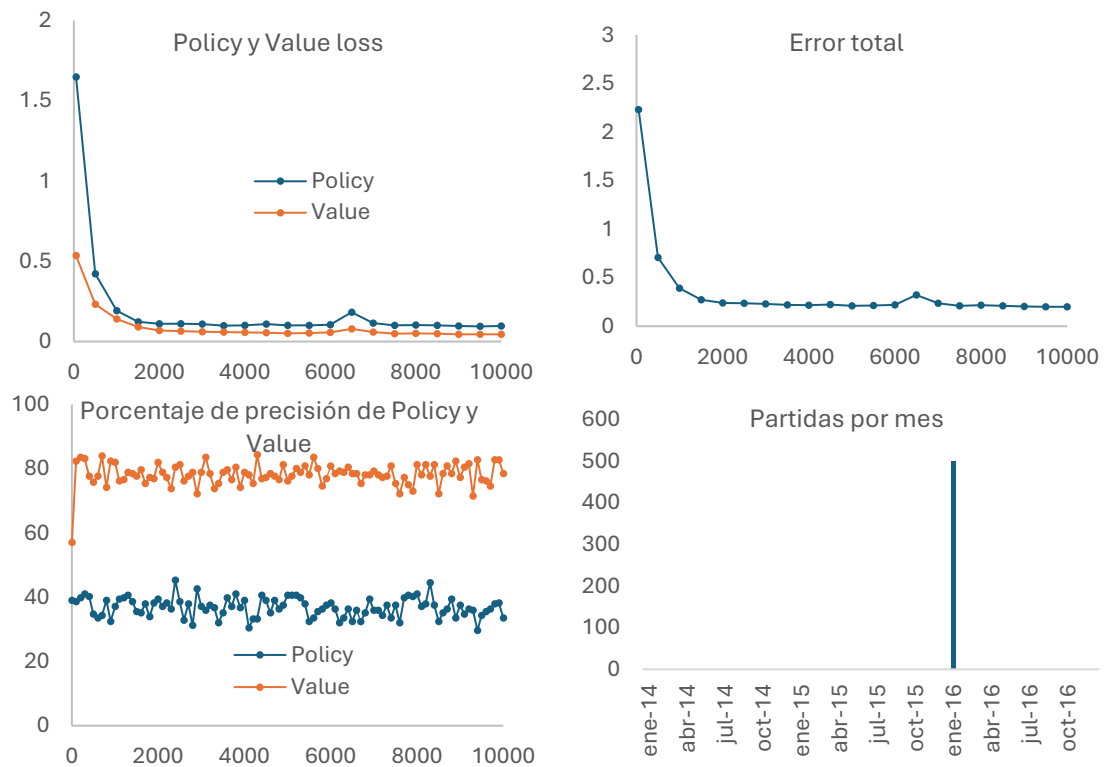 Policy y Value loss
2
1.5
1
0.5
0
Policy
Value
0 2000 4000 6000 8000 10000
Error total
3
2.5
2
1.5
1
0.5
0
0 2000 4000 6000 8000 10000
Porcentaje de precisión de Policy y
Value
100
80
60
40
20
0
Policy
Value
0 2000 4000 6000 8000 10000
Partidas por mes
600
500
400
300
200
100
0
ene-14
abr-14
jul-14
oct-14
ene-15
abr-15
jul-15
oct-15
ene-16
abr-16
jul-16
oct-16